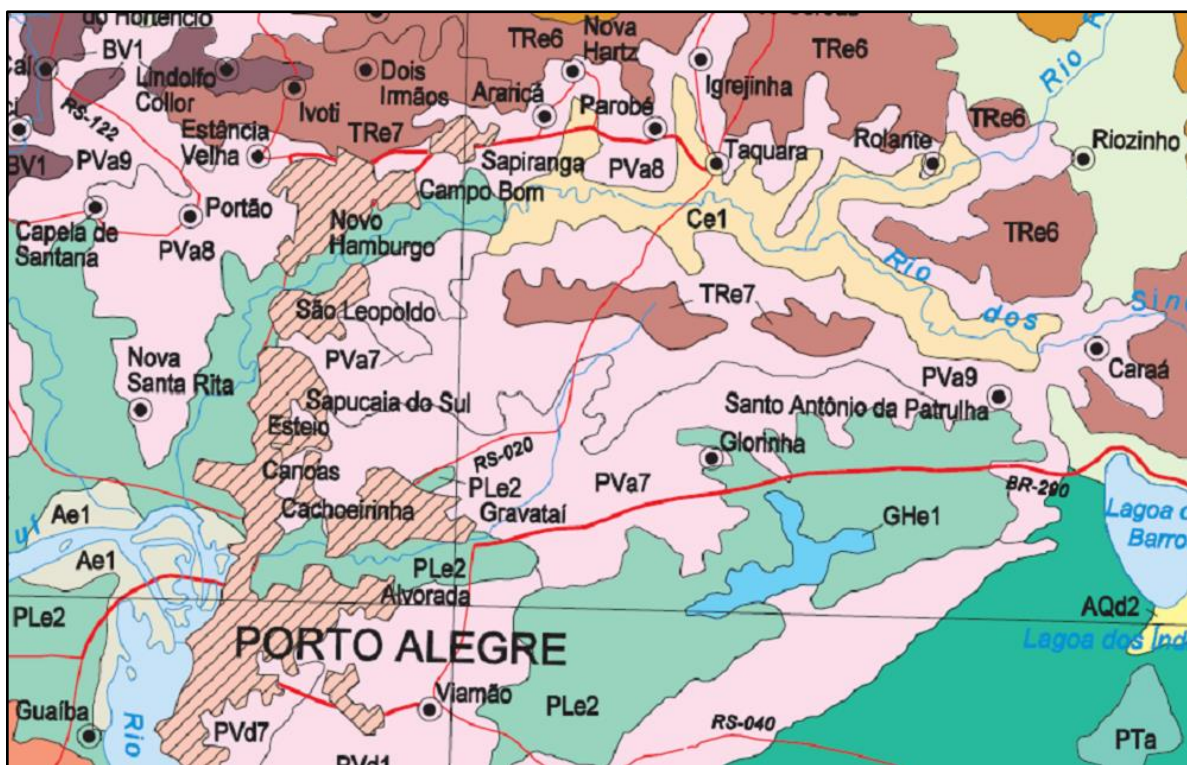 do Hortêncio
BV1
Lindolfo
Collor
RS-122
Ivoti
Dois
Irmãos
TRe6
Nova
Hartz
Igrejinha
TRe6
Rio
Araricá
Parobé
BV1
PVa9
Estância
Velha
TRe7
Sapiranga
PVa8
Taquara
Rolante
TRe6
Riozinho
Capela de
Santana
Portão
PVa8
Campo Bom
Novo
Hamburgo
Ce1
TRe6
Rio
dos
São Leopoldo
TRe7
Nova
Santa Rita
PVa7
Sapucaia do Sul
PVa9
Caraá
Santo Antônio da Patrulha
Esteio
Canoas
RS-020
Glorinha
PLe2
Cachoeirinha
Gravataí
PVa7
BR-290
GHe1
Ae1
Ae1
PLe2
Alvorada
PLe2
AQd2
PORTO ALEGRE
Viamão
PLe2
RS-040
Guaíba
Rio
PVd7
PVd1
PTa